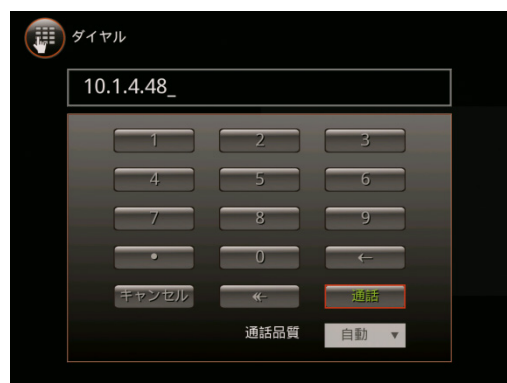 ダイヤル
10.1.4.48_
1 2 3
4 5 6
7 8 9
• 0 ←
キャンセル ≪- 通話
通話品質 自動 ▼